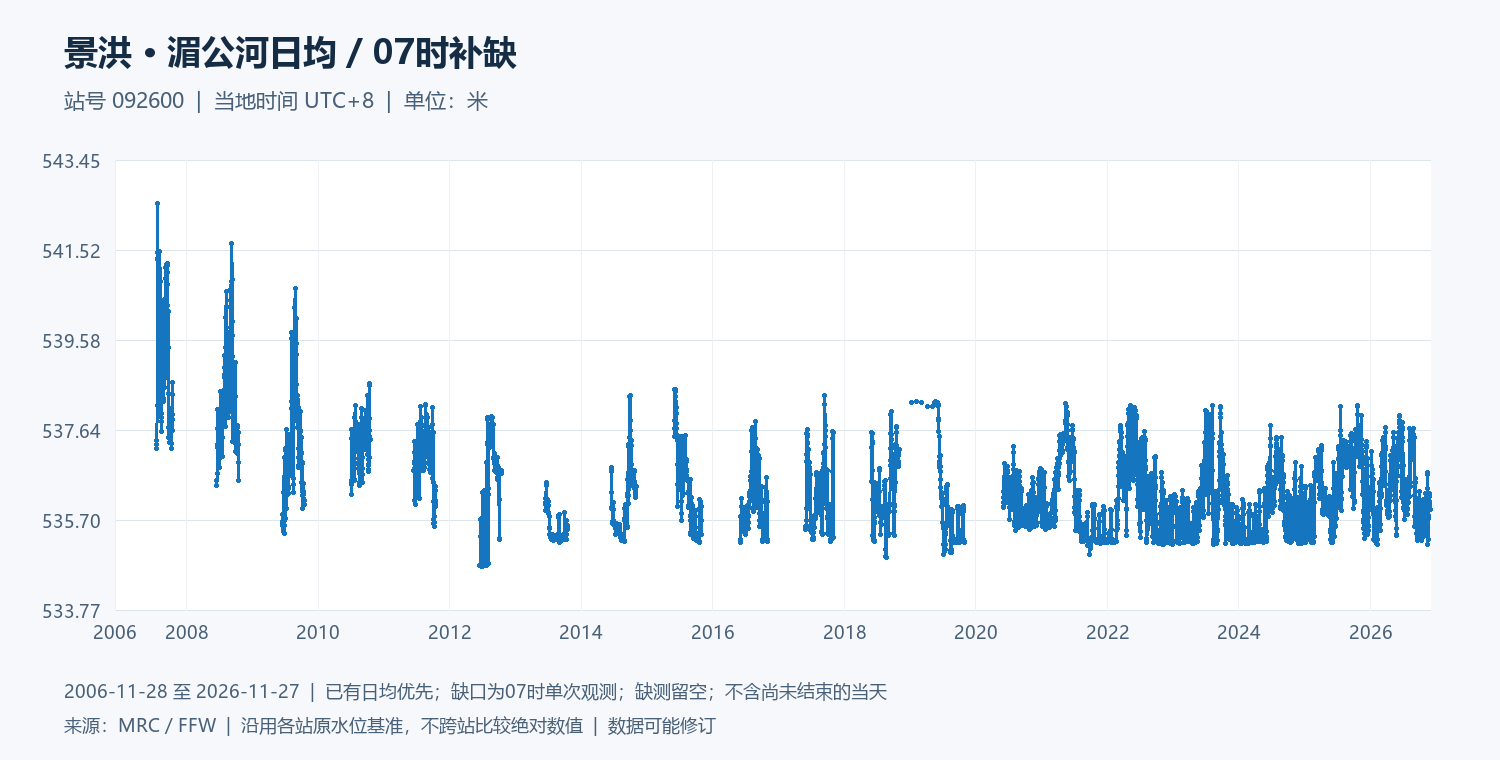 景洪·湄公河日均 / 07时补缺
站号 092600 | 当地时间 UTC+8 | 单位：米
543.45
541.52
539.58
537.64
535.70
533.77
2006 2008 2010 2012 2014 2016 2018 2020 2022 2024 2026
2006-11-28 至 2026-11-27 | 已有日均优先；缺口为07时单次观测；缺测留空；不含尚未结束的当天
来源：MRC / FFW | 沿用各站原水位基准，不跨站比较绝对数值 | 数据可能修订